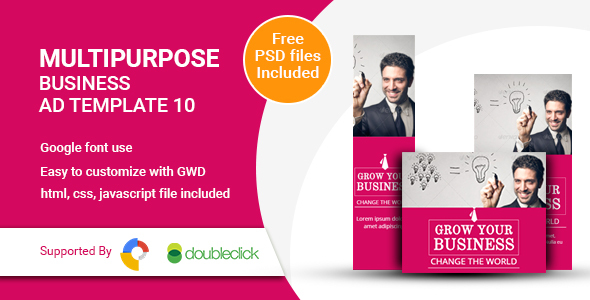 MULTIPURPOSE
BUSINESS
AD TEMPLATE 10
Free
PSD files
Included
Google font use
Easy to customize with GWD
html, css, javascript file included
Supported By
doubleclick
GROW YOUR
BUSINESS
CHANGE THE WORLD
Lorem ipsum dolor
amet adipiscin
GROW YOUR
BUSINESS
CHANGE THE WORLD